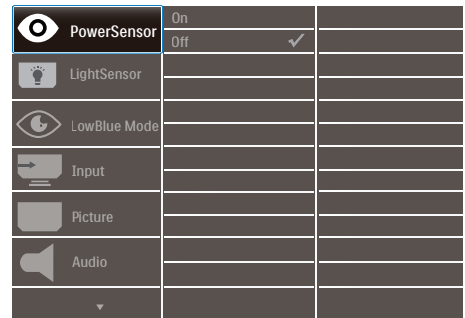 PowerSensor
On
Off
LightSensor
LowBlue Mode
Input
Picture
Audio